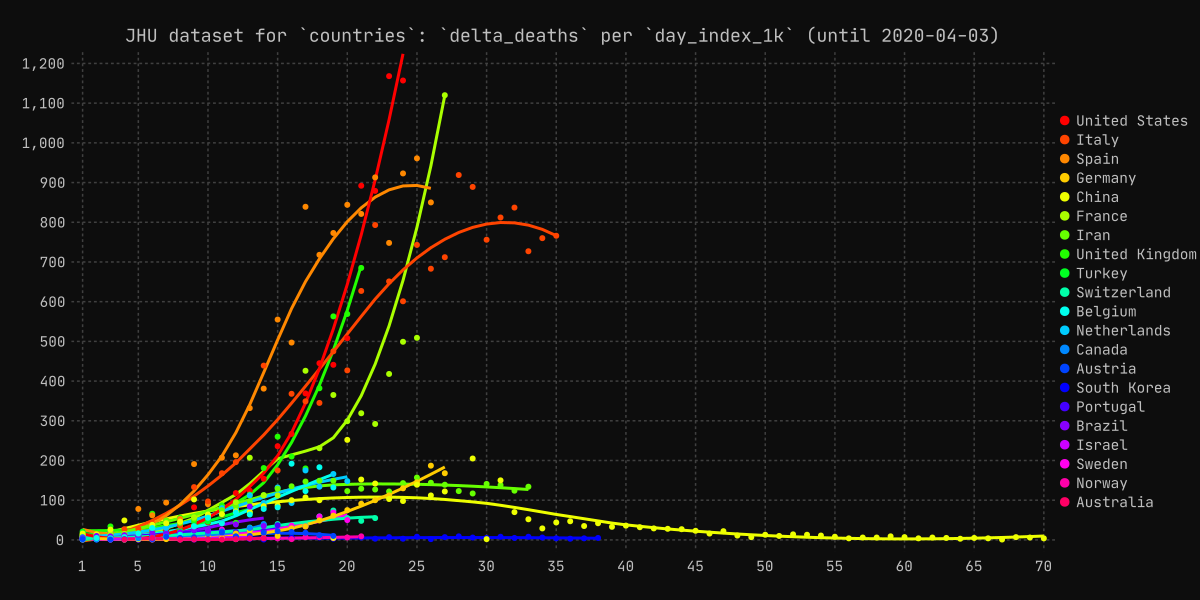 JHU dataset for `countries`: `delta_deaths` per `day_index_1k` (until 2020-04-03)
1,200
1,100
1,000
900
800
700
600
500
400
300
200
100
0
1 5 10 15 20 25 30 35 40 45 50 55 60 65 70
United States
Italy
Spain
Germany
China
France
Iran
United Kingdom
Turkey
Switzerland
Belgium
Netherlands
Canada
Austria
South Korea
Portugal
Brazil
Israel
Sweden
Norway
Australia